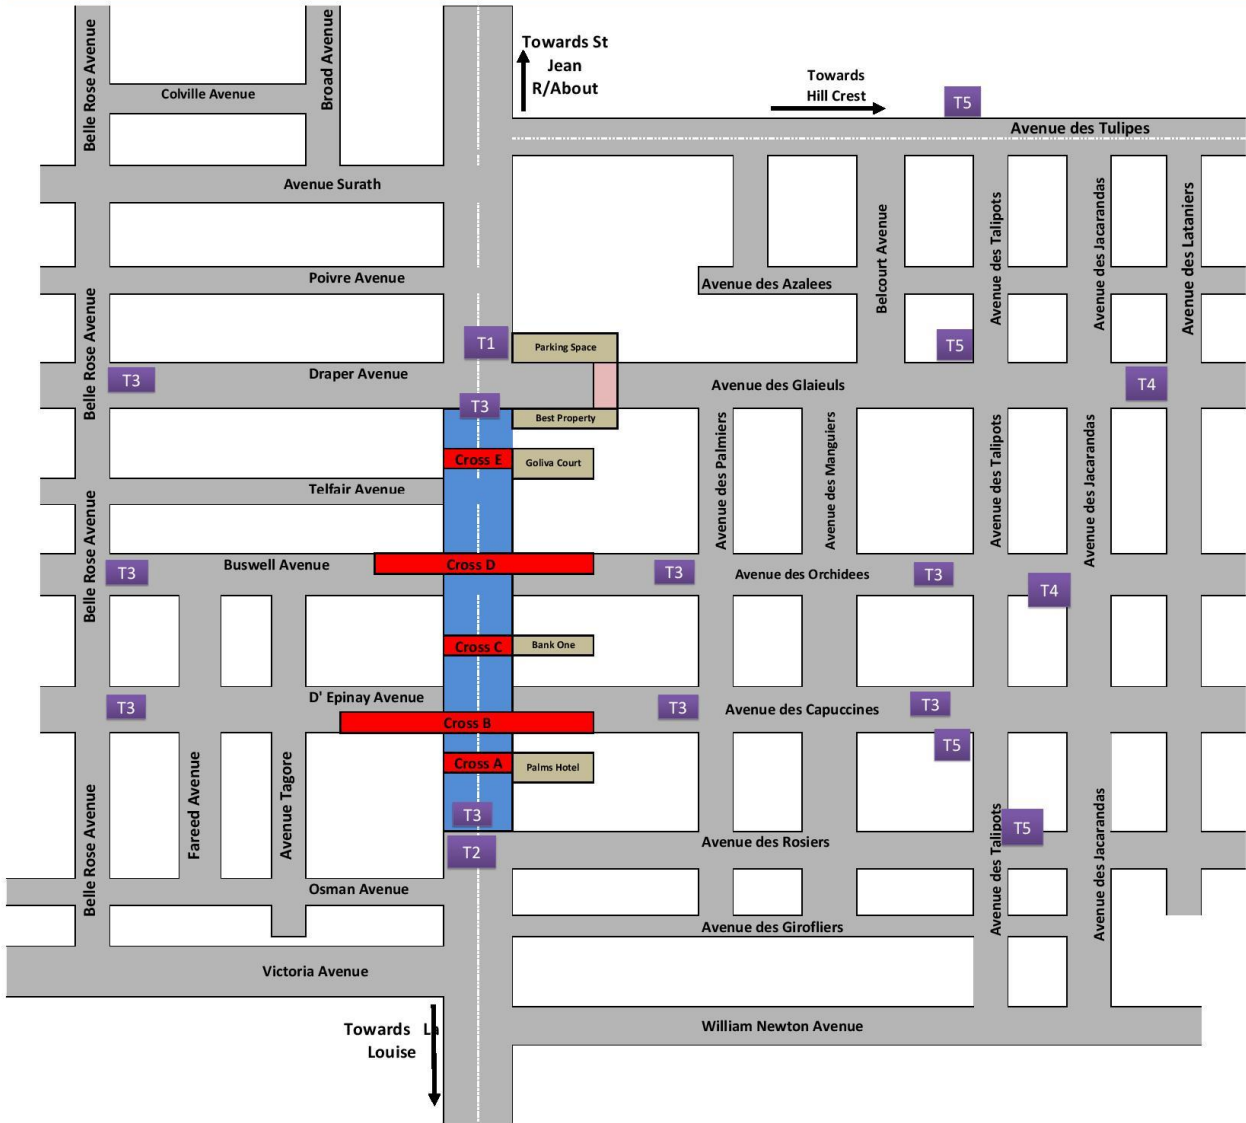 Towards St
Jean
R/About
Towards
Hill Crest
Belle Rose Avenue
Broad Avenue
Colville Avenue
T5
Avenue des Tulipes
Avenue Surath
Belcourt Avenue
Avenue des Talipots
Avenue des Jacarandas
Avenue des Lataniers
Poivre Avenue
Avenue des Azalees
Belle Rose Avenue
T1
Parking Space
T5
T3
Draper Avenue
Avenue des Glaieuls
T4
T3
Best Property
Cross E
Goliva Court
Avenue des Palmiers
Avenue des Manguiers
Avenue des Talipots
Avenue des Jacarandas
Telfair Avenue
Belle Rose Avenue
T3
Buswell Avenue
Cross D
T3
Avenue des Orchidees
T3
T4
Cross C
Bank One
T3
D' Epinay Avenue
Cross B
T3
Avenue des Capuccines
T3
T5
Cross A
Palms Hotel
Belle Rose Avenue
Fareed Avenue
Avenue Tagore
T3
T2
Avenue des Rosiers
Avenue des Talipots
T5
Avenue des Jacarandas
Osman Avenue
Avenue des Girofliers
Victoria Avenue
Towards La
Louise
William Newton Avenue